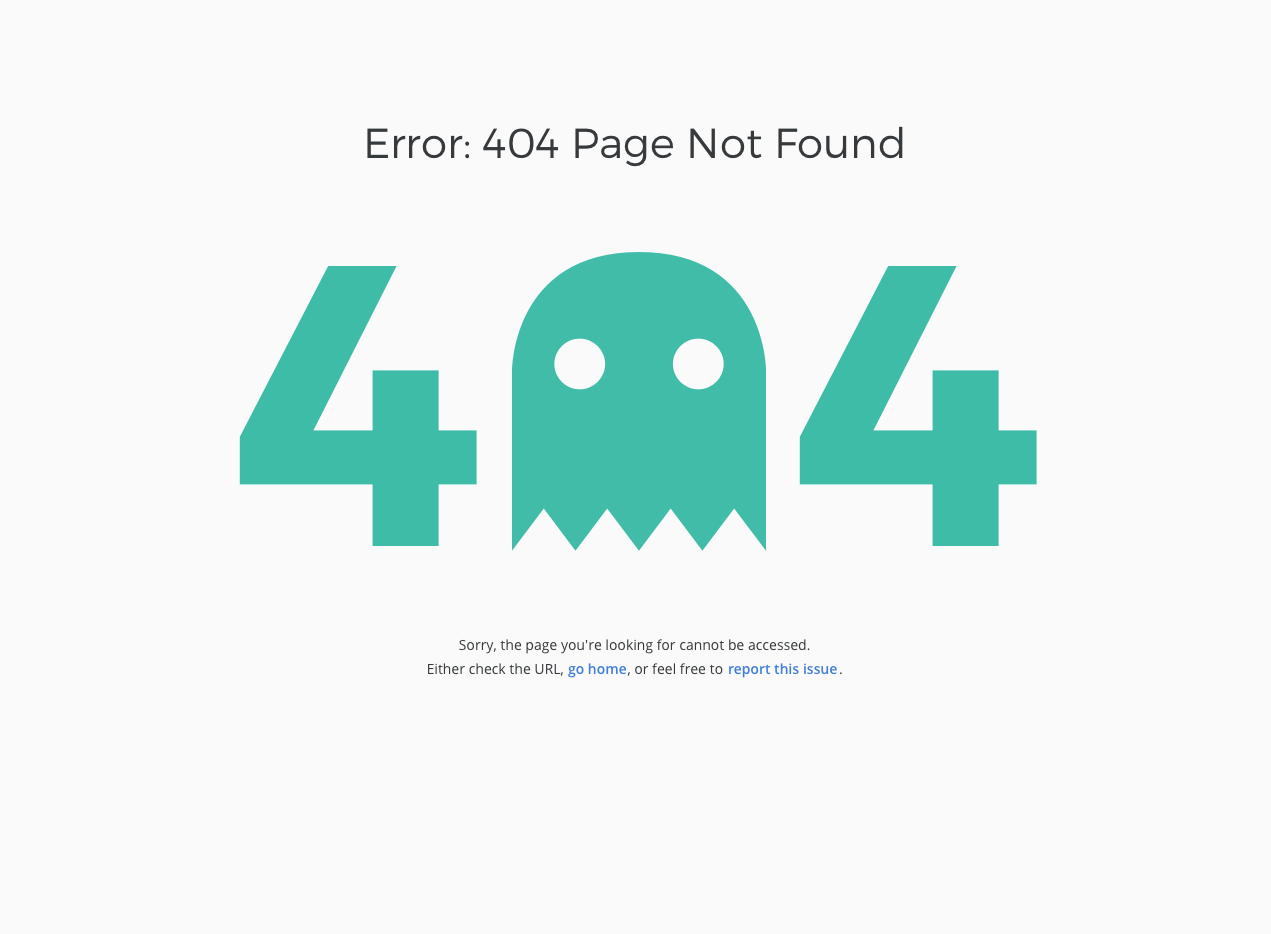 Error: 404 Page Not Found
4 4
Sorry, the page you're looking for cannot be accessed.
Either check the URL, go home, or feel free to report this issue.